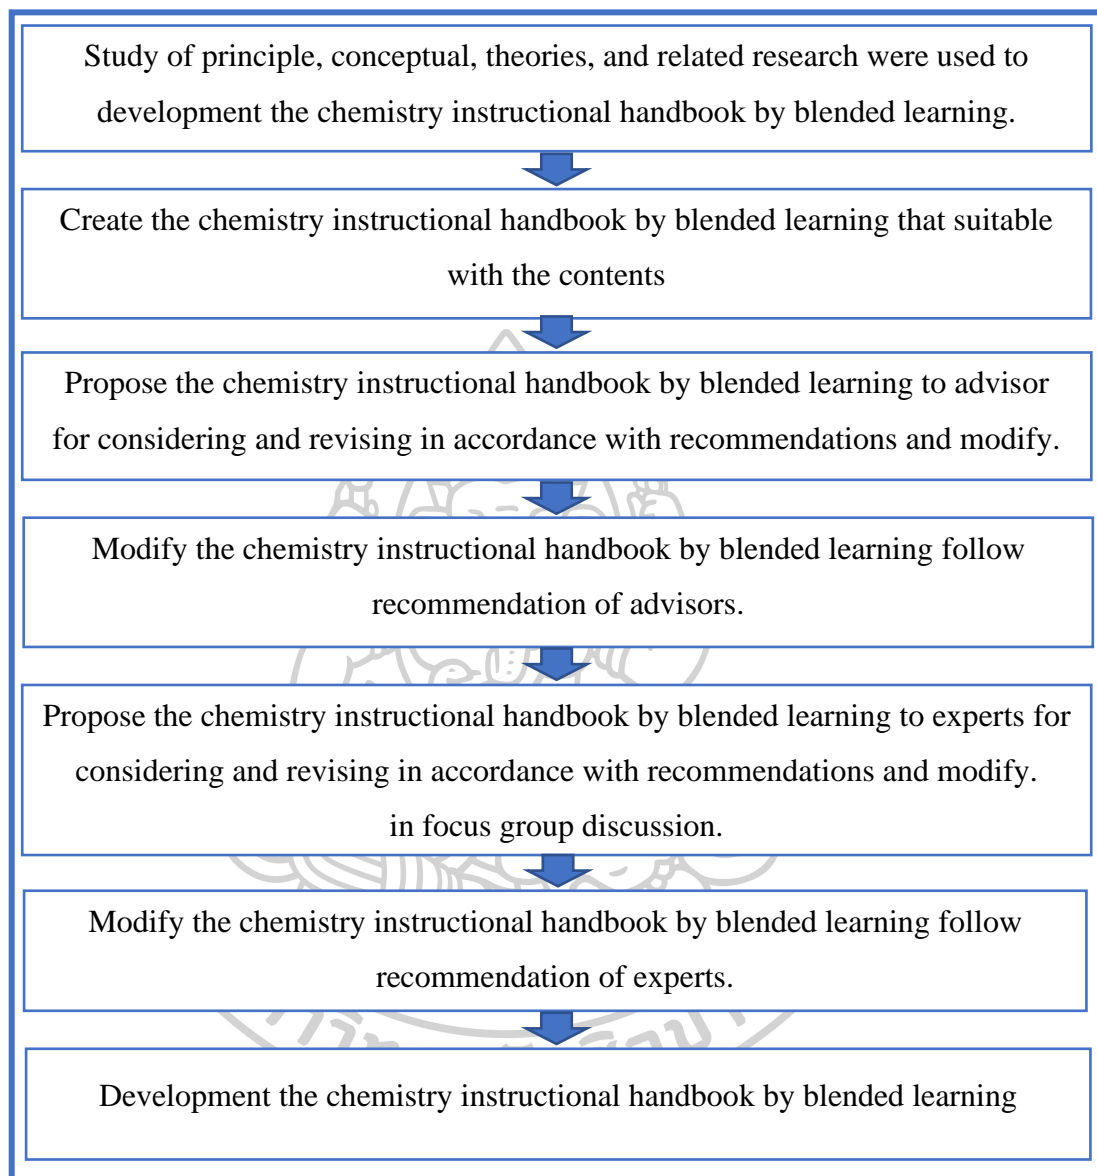 Study of principle, conceptual, theories, and related research were used to
development the chemistry instructional handbook by blended learning.
Create the chemistry instructional handbook by blended learning that suitable
with the contents
Propose the chemistry instructional handbook by blended learning to advisor
for considering and revising in accordance with recommendations and modify.
Modify the chemistry instructional handbook by blended learning follow
recommendation of advisors.
Propose the chemistry instructional handbook by blended learning to experts for
considering and revising in accordance with recommendations and modify.
in focus group discussion.
Modify the chemistry instructional handbook by blended learning follow
recommendation of experts.
Development the chemistry instructional handbook by blended learning